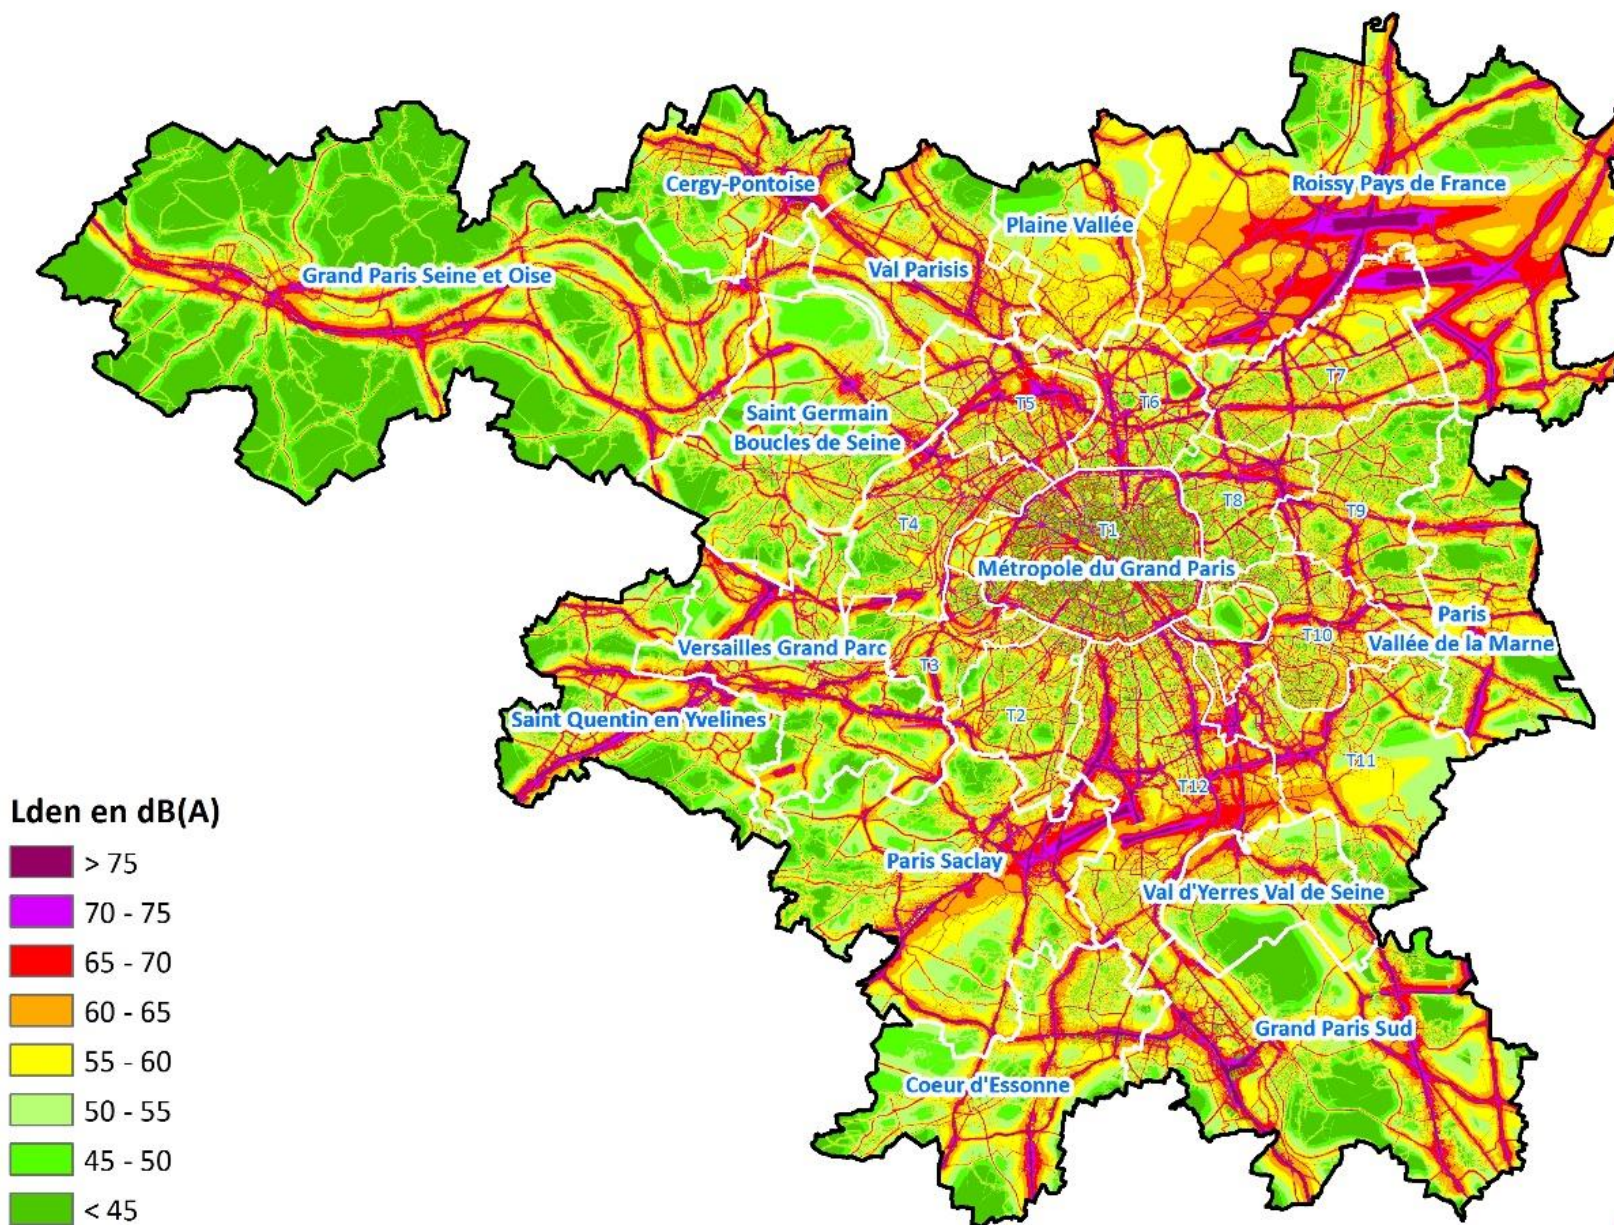 Cergy-Pontoise
Roissy Pays de France
Plaine Vallée
Grand Paris Seine et Oise
Val Parisis
T7
T5
T6
Saint Germain
Boucles de Seine
T4
T1
T8
T9
Métropole du Grand Paris
Paris
Vallée de la Marne
T10
Versailles Grand Parc
T3
Saint Quentin en Yvelines
T2
T11
T12
Paris Saclay
Val d'Yerres Val de Seine
Grand Paris Sud
Coeur d'Essonne
Lden en dB(A)
> 75
70 - 75
65 - 70
60 - 65
55 - 60
50 - 55
45 - 50
< 45